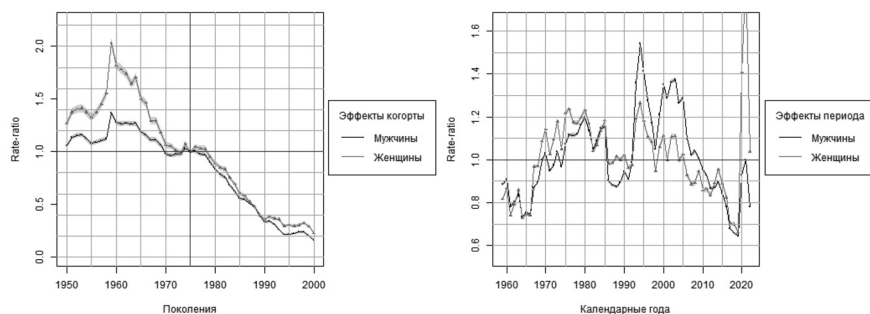 Rate-ratio
0.0
0.5
1.0
1.5
2.0
1950
1960
1970
1980
1990
2000
Поколения
Эффекты когорты
Мужчины
Женщины
Rate-ratio
0.6
0.8
1.0
1.2
1.4
1.6
1960
1970
1980
1990
2000
2010
2020
Календарные года
Эффекты периода
Мужчины
Женщины